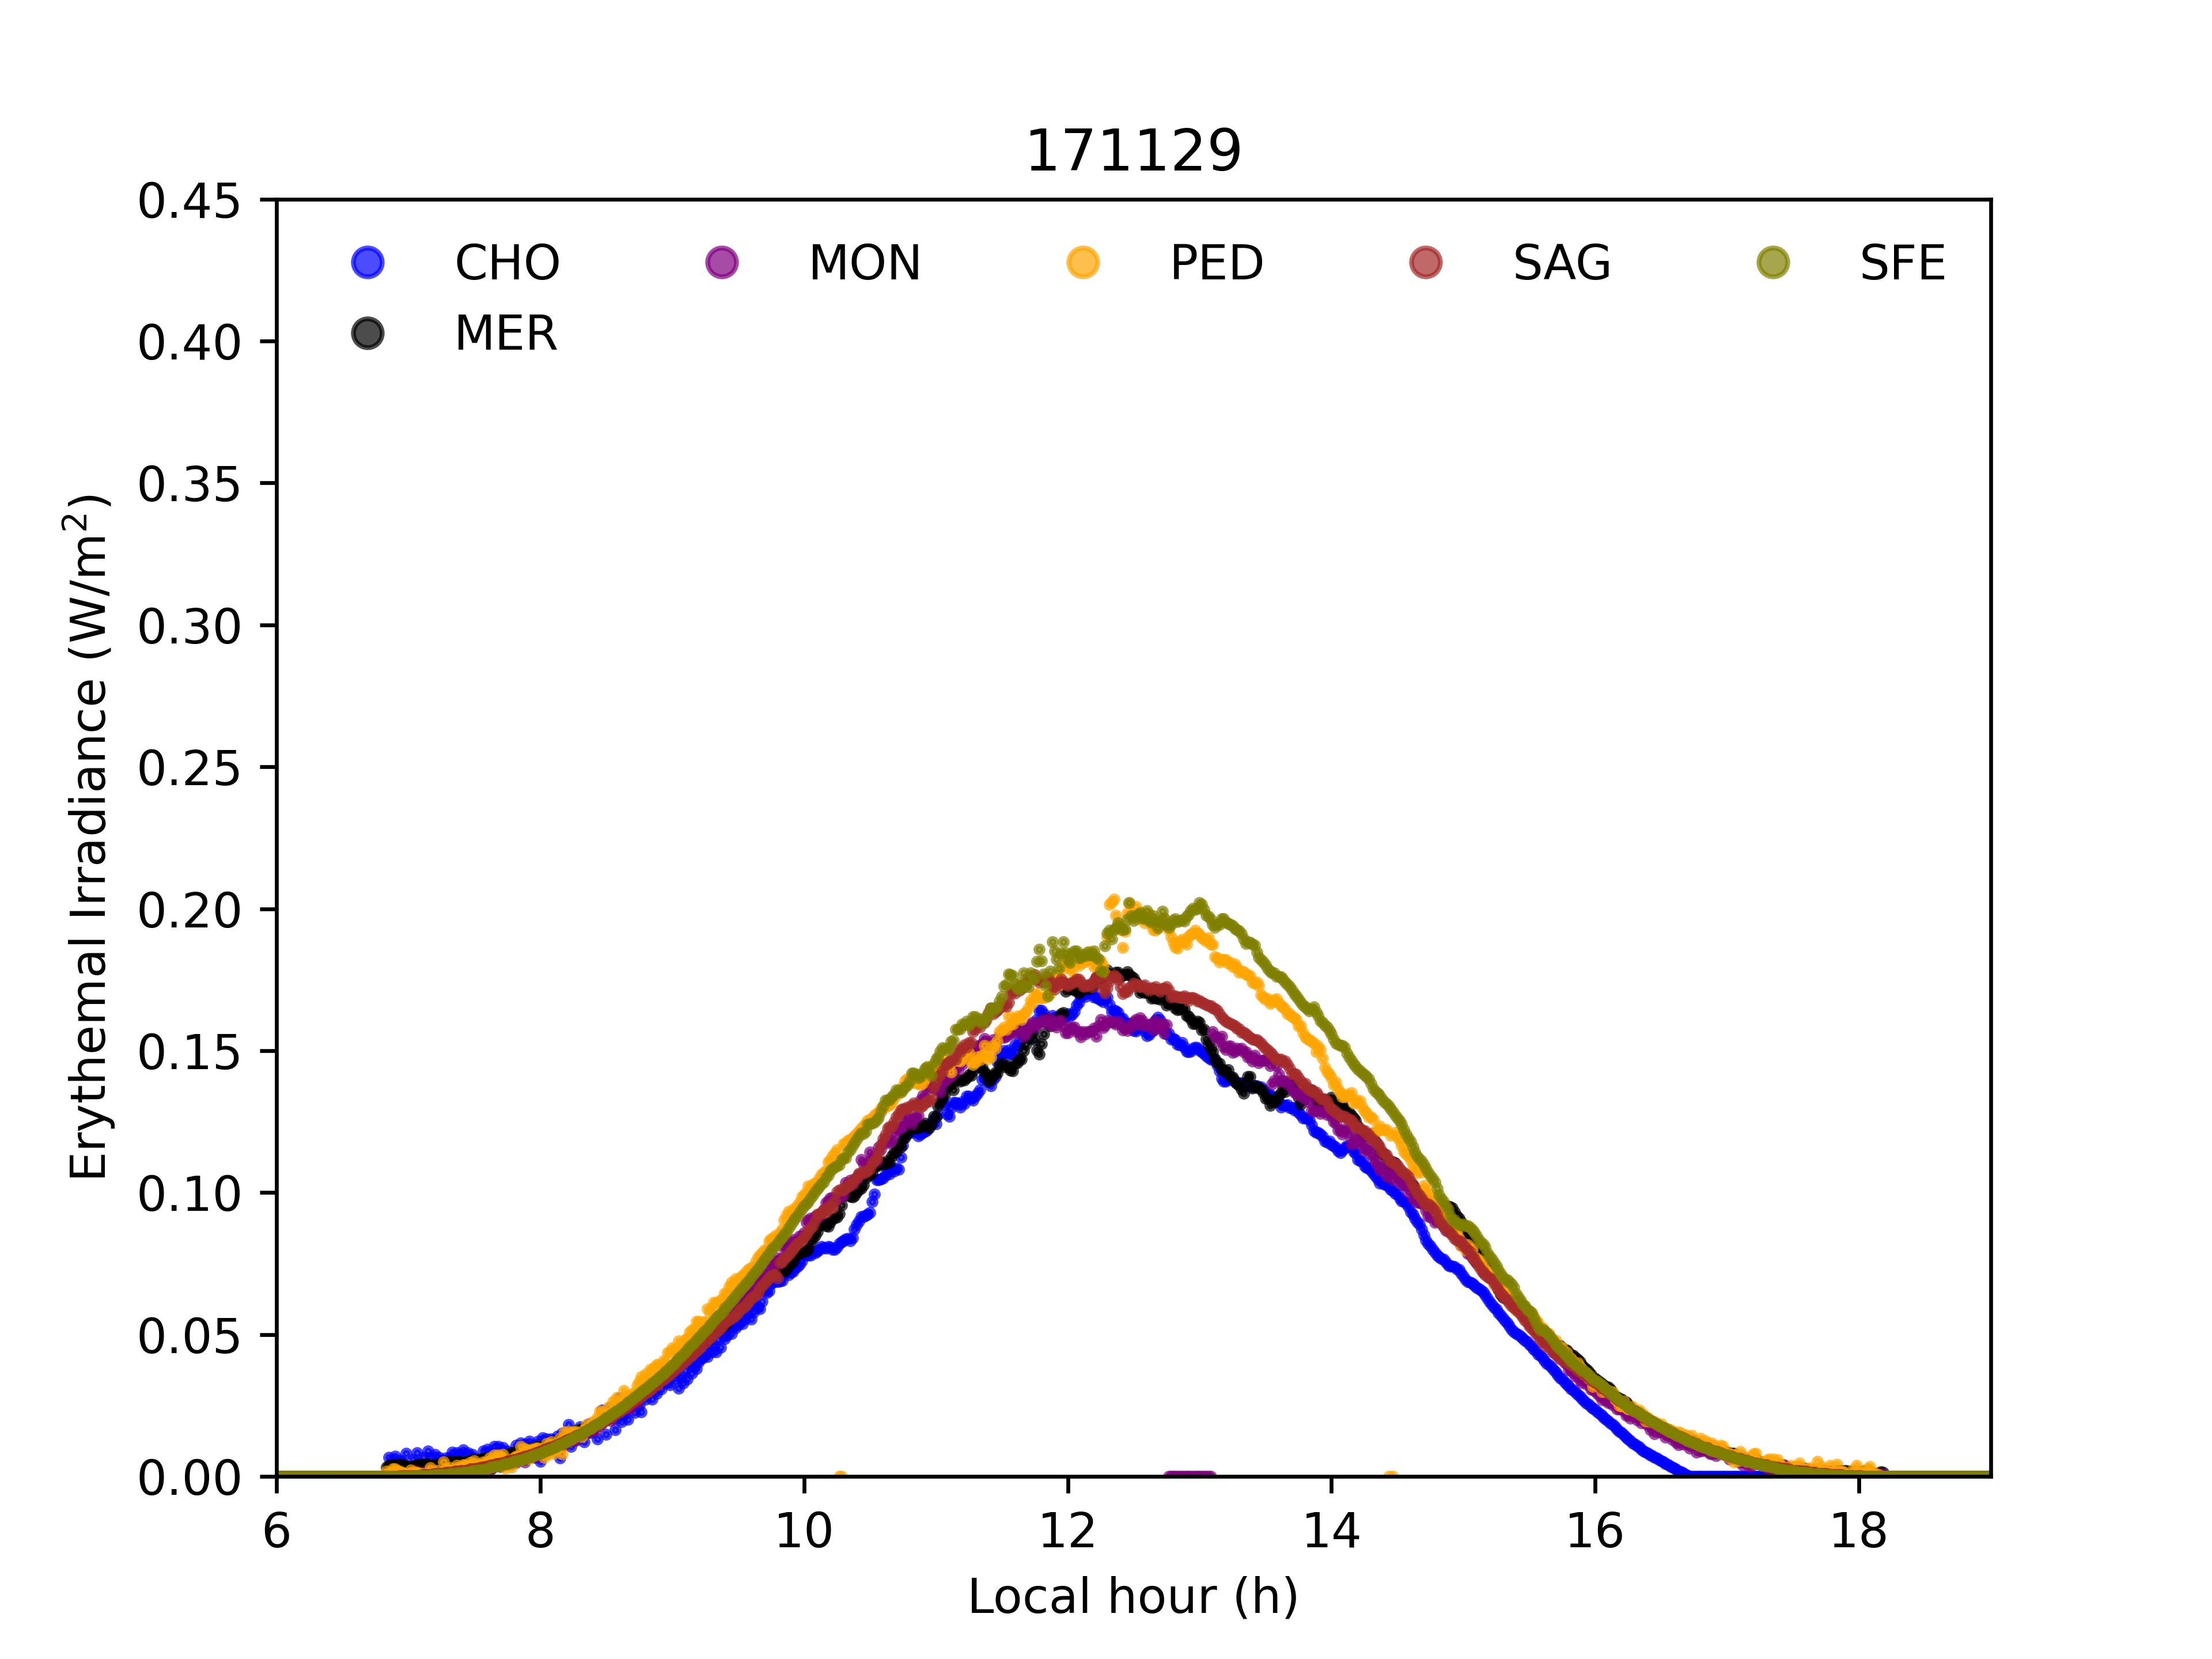 171129
CHO MON PED SAG SFE
MER
0.45
0.40
0.35
0.30
0.25
0.20
0.15
0.10
0.05
0.00
Erythemal Irradiance (W/m²)
6 8 10 12 14 16 18
Local hour (h)